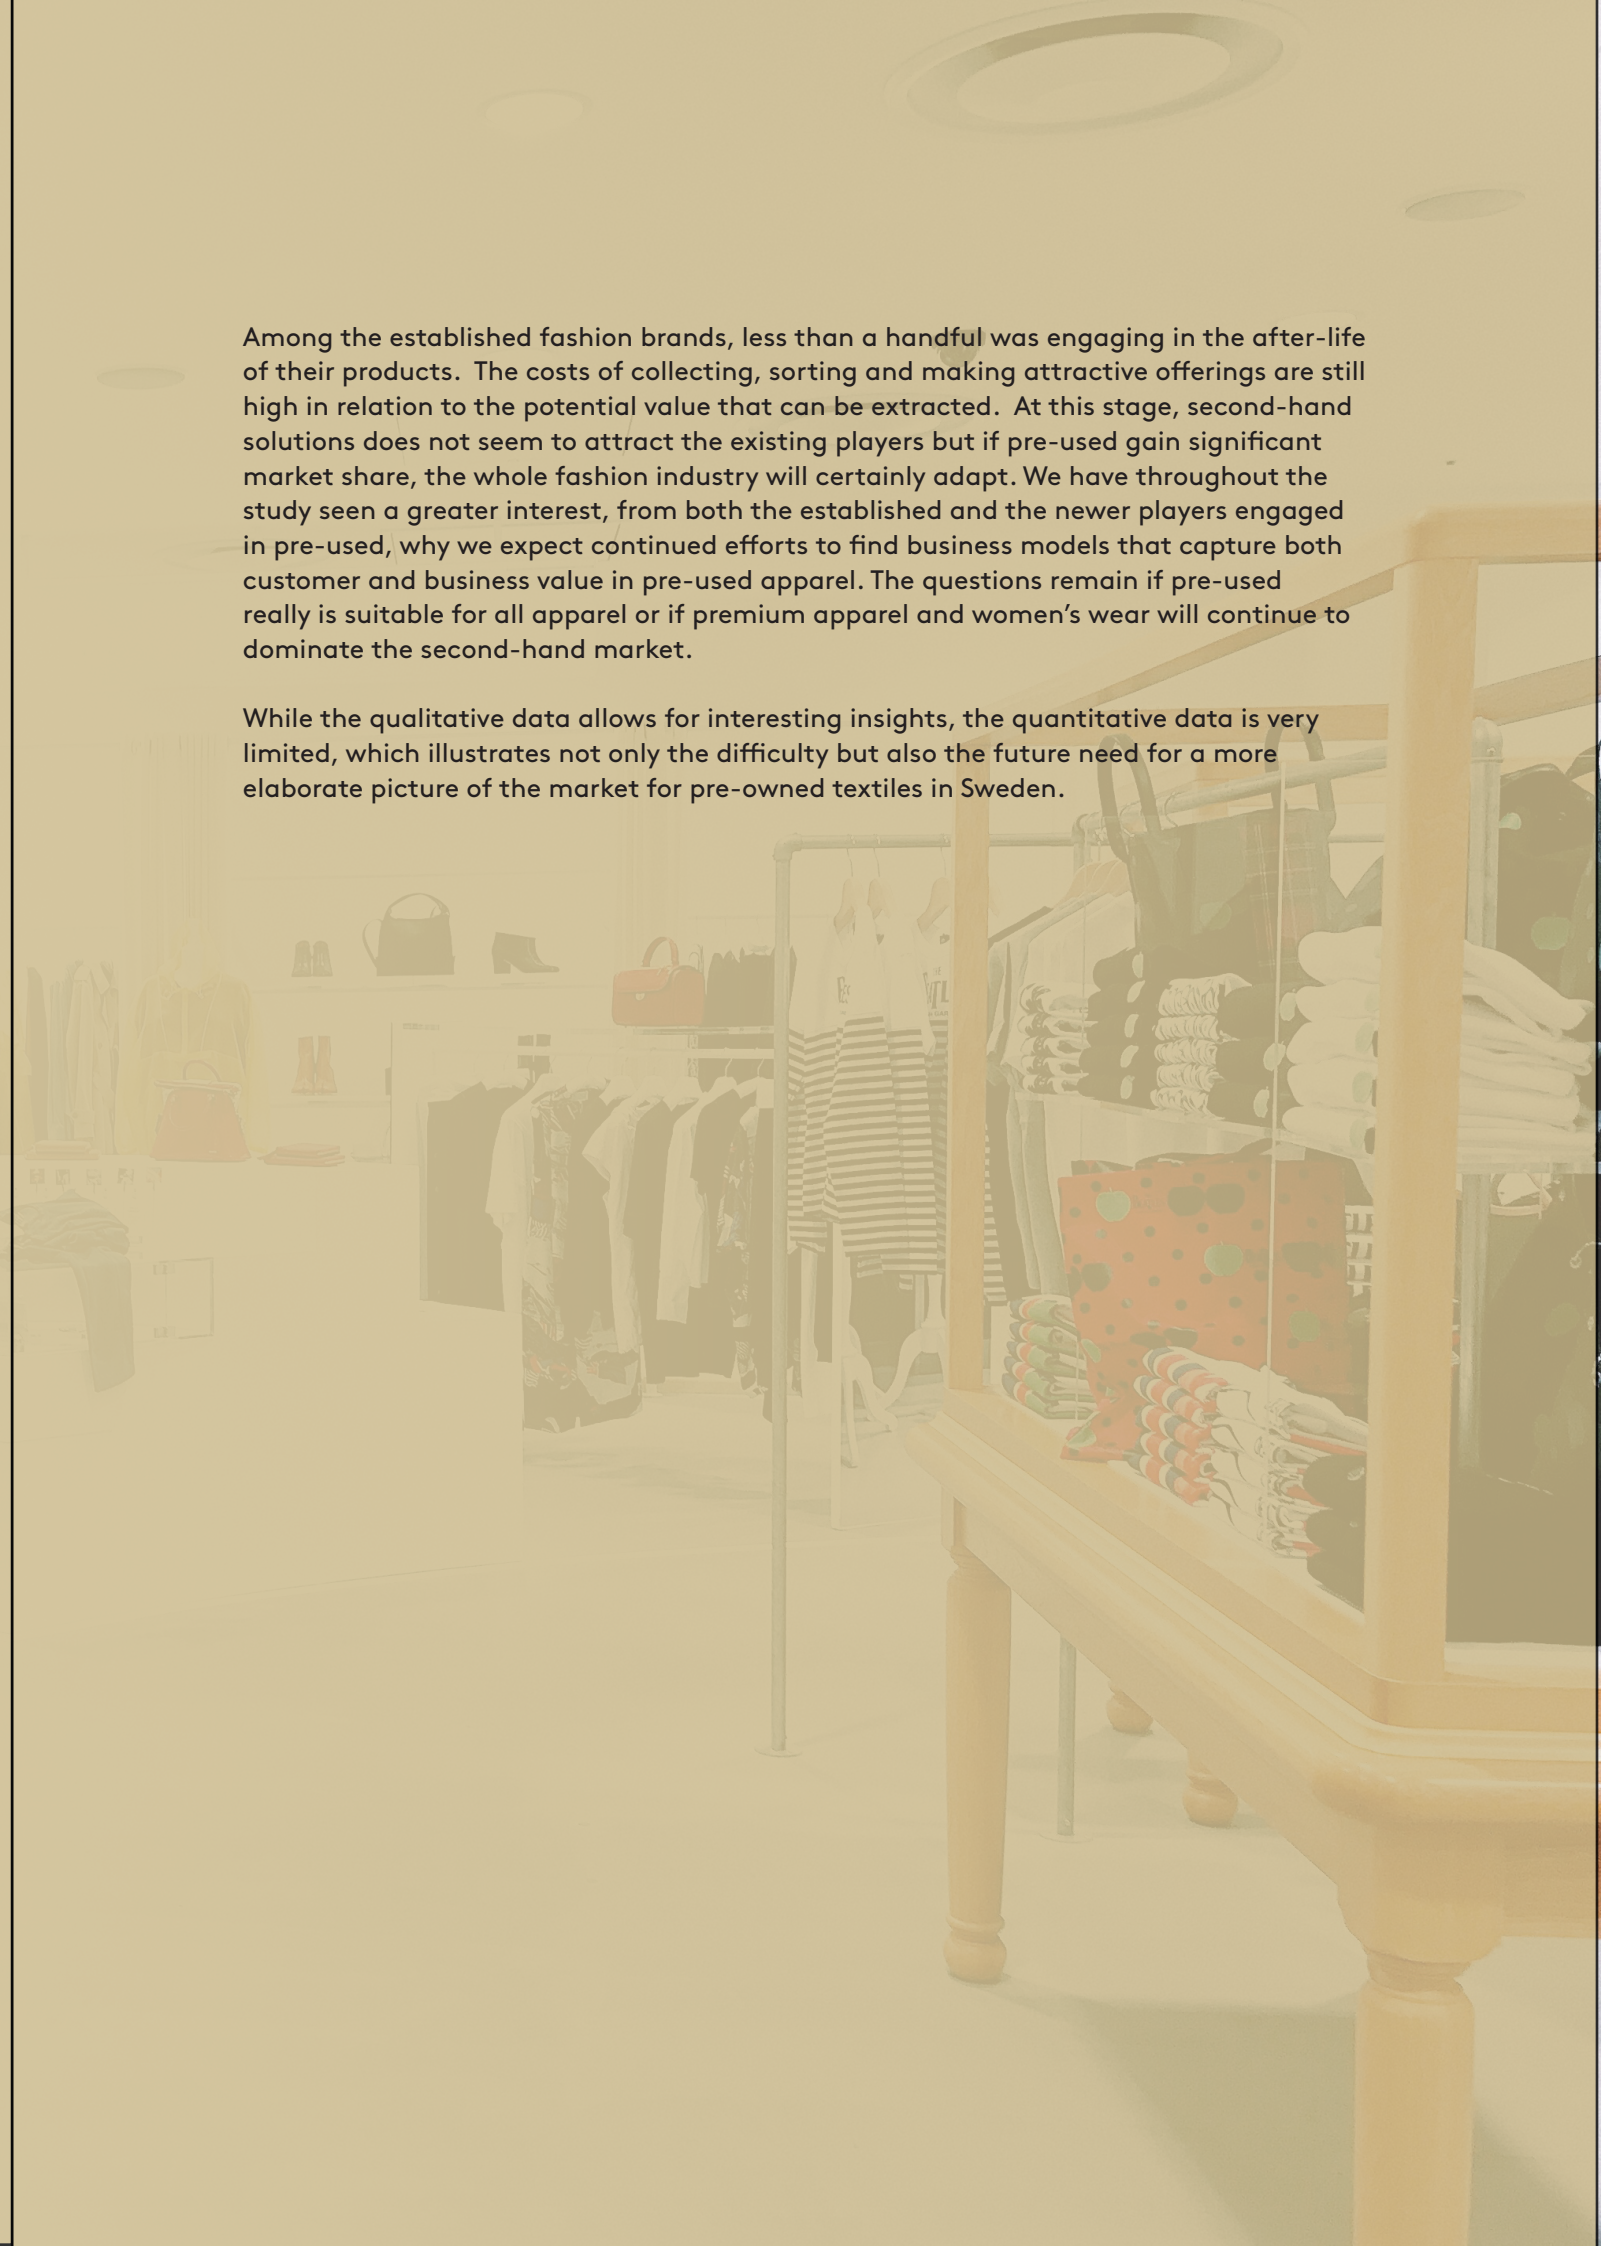 Among the established fashion brands, less than a handful was engaging in the after-life
of their products.  The costs of collecting, sorting and making attractive offerings are still
high in relation to the potential value that can be extracted.  At this stage, second-hand
solutions does not seem to attract the existing players but if pre-used gain significant
market share, the whole fashion industry will certainly adapt. We have throughout the
study seen a greater interest, from both the established and the newer players engaged
in pre-used, why we expect continued efforts to find business models that capture both
customer and business value in pre-used apparel. The questions remain if pre-used
really is suitable for all apparel or if premium apparel and women’s wear will continue to
dominate the second-hand market.
While the qualitative data allows for interesting insights, the quantitative data is very
limited, which illustrates not only the difficulty but also the future need for a more
elaborate picture of the market for pre-owned textiles in Sweden.